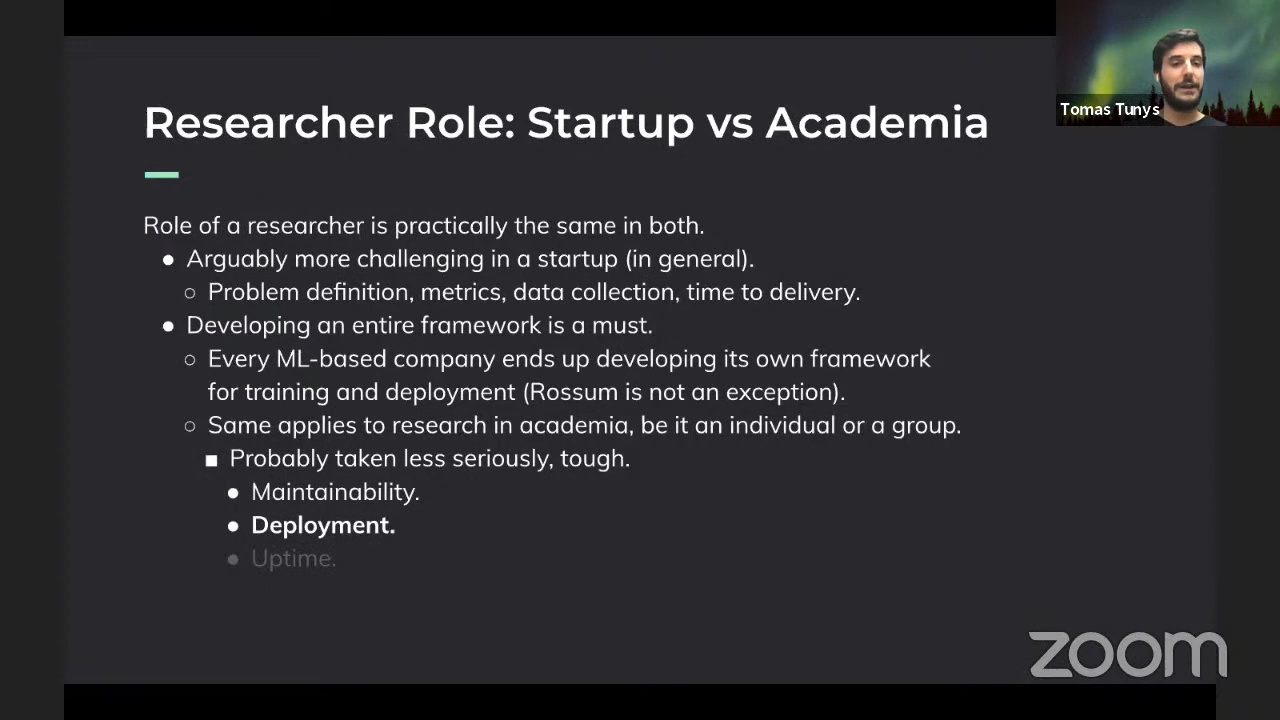 Researcher Role: Startup vs Academia
Tomas Tunys
Role of a researcher is practically the same in both.
● Arguably more challenging in a startup (in general).
○ Problem definition, metrics, data collection, time to delivery.
● Developing an entire framework is a must.
○ Every ML-based company ends up developing its own framework
for training and deployment (Rossum is not an exception).
○ Same applies to research in academia, be it an individual or a group.
■ Probably taken less seriously, tough.
● Maintainability.
● Deployment.
● Uptime.
zoom